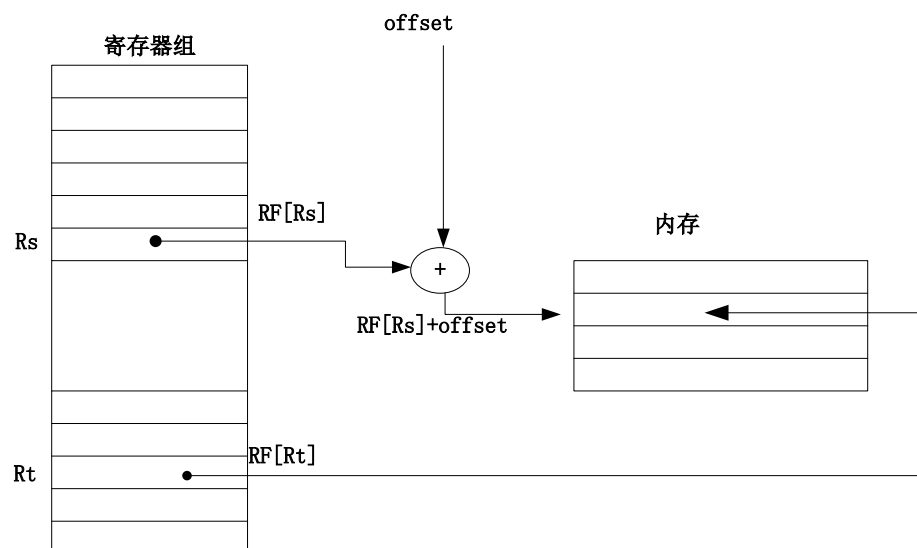 offset
寄存器组
RF[Rs]
Rs
内存
+
RF[Rs]+offset
RF[Rt]
Rt